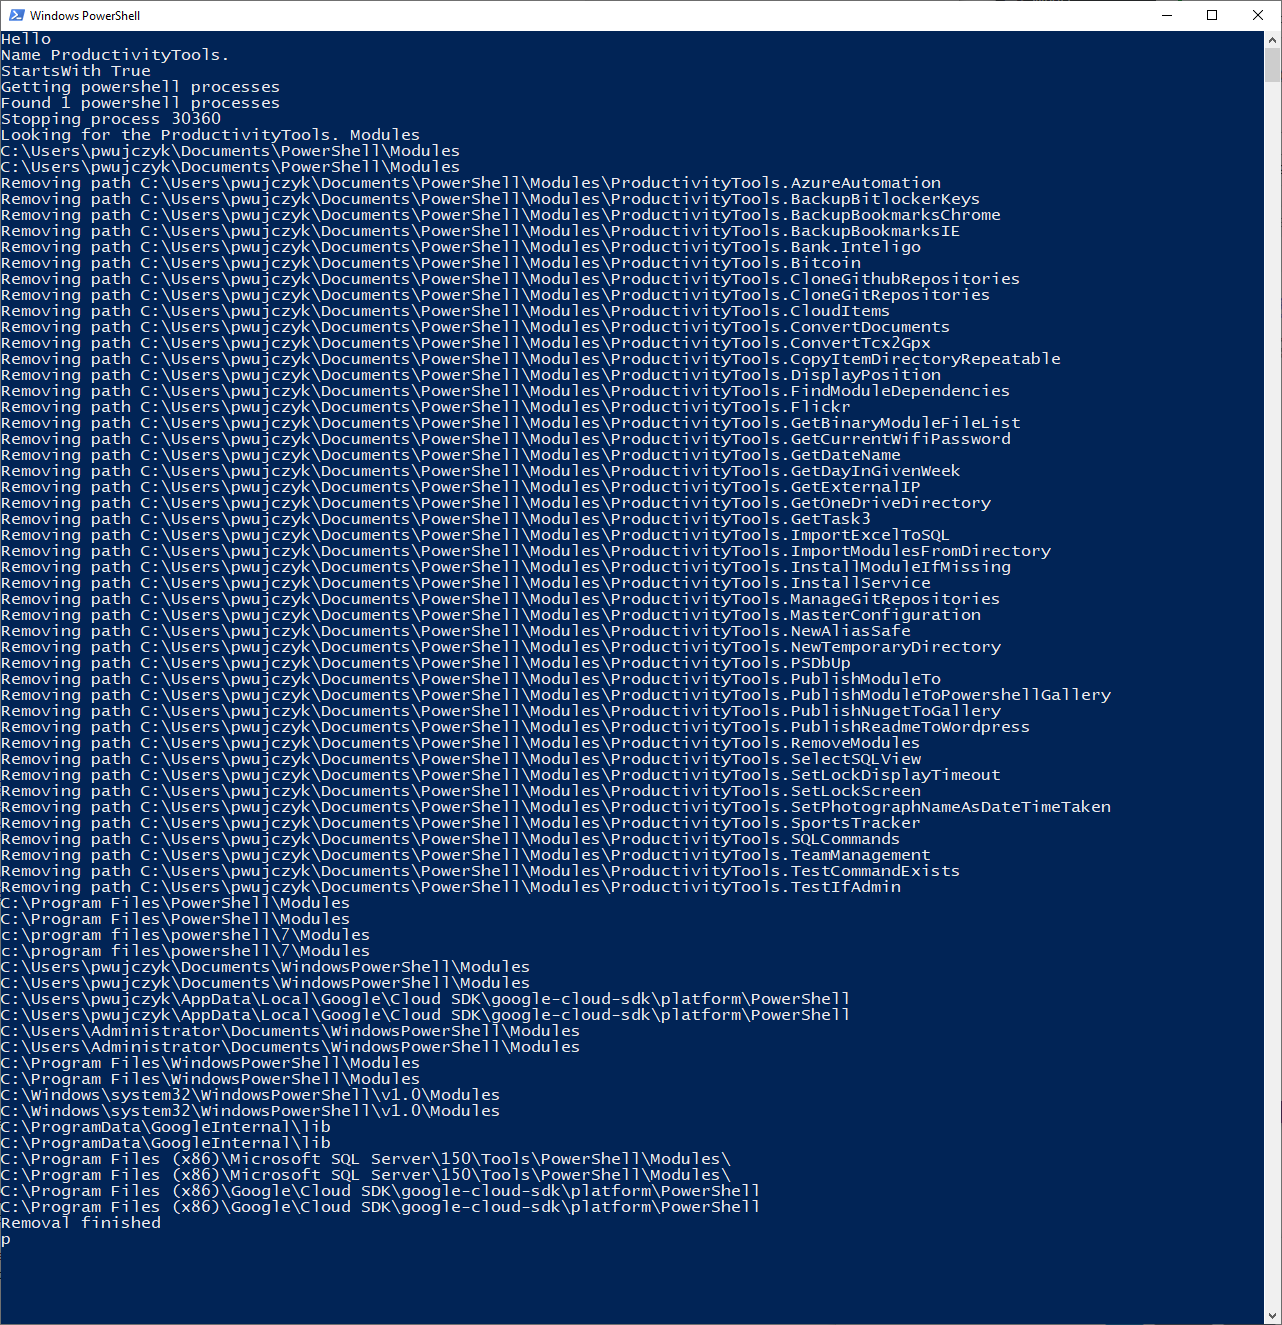 Windows PowerShell
Hello
Name ProductivityTools.
StartsWith True
Getting powershell processes
Found 1 powershell processes
Stopping process 30360
Looking for the ProductivityTools. Modules
C:\Users\pwujczyk\Documents\PowerShell\Modules
C:\Users\pwujczyk\Documents\PowerShell\Modules
Removing path C:\Users\pwujczyk\Documents\PowerShell\Modules\ProductivityTools.AzureAutomation
Removing path C:\Users\pwujczyk\Documents\PowerShell\Modules\ProductivityTools.BackupBitlockerKeys
Removing path C:\Users\pwujczyk\Documents\PowerShell\Modules\ProductivityTools.BackupBookmarksChrome
Removing path C:\Users\pwujczyk\Documents\PowerShell\Modules\ProductivityTools.BackupBookmarksIE
Removing path C:\Users\pwujczyk\Documents\PowerShell\Modules\ProductivityTools.Bank.Inteligo
Removing path C:\Users\pwujczyk\Documents\PowerShell\Modules\ProductivityTools.Bitcoin
Removing path C:\Users\pwujczyk\Documents\PowerShell\Modules\ProductivityTools.CloneGithubRepositories
Removing path C:\Users\pwujczyk\Documents\PowerShell\Modules\ProductivityTools.CloneGitRepositories
Removing path C:\Users\pwujczyk\Documents\PowerShell\Modules\ProductivityTools.CloudItems
Removing path C:\Users\pwujczyk\Documents\PowerShell\Modules\ProductivityTools.ConvertDocuments
Removing path C:\Users\pwujczyk\Documents\PowerShell\Modules\ProductivityTools.ConvertTcx2Gpx
Removing path C:\Users\pwujczyk\Documents\PowerShell\Modules\ProductivityTools.CopyItemDirectoryRepeatable
Removing path C:\Users\pwujczyk\Documents\PowerShell\Modules\ProductivityTools.DisplayPosition
Removing path C:\Users\pwujczyk\Documents\PowerShell\Modules\ProductivityTools.FindModuleDependencies
Removing path C:\Users\pwujczyk\Documents\PowerShell\Modules\ProductivityTools.Flickr
Removing path C:\Users\pwujczyk\Documents\PowerShell\Modules\ProductivityTools.GetBinaryModuleFileList
Removing path C:\Users\pwujczyk\Documents\PowerShell\Modules\ProductivityTools.GetCurrentWifiPassword
Removing path C:\Users\pwujczyk\Documents\PowerShell\Modules\ProductivityTools.GetDateName
Removing path C:\Users\pwujczyk\Documents\PowerShell\Modules\ProductivityTools.GetDayInGivenWeek
Removing path C:\Users\pwujczyk\Documents\PowerShell\Modules\ProductivityTools.GetExternalIP
Removing path C:\Users\pwujczyk\Documents\PowerShell\Modules\ProductivityTools.GetOneDriveDirectory
Removing path C:\Users\pwujczyk\Documents\PowerShell\Modules\ProductivityTools.GetTask3
Removing path C:\Users\pwujczyk\Documents\PowerShell\Modules\ProductivityTools.ImportExcelToSQL
Removing path C:\Users\pwujczyk\Documents\PowerShell\Modules\ProductivityTools.ImportModulesFromDirectory
Removing path C:\Users\pwujczyk\Documents\PowerShell\Modules\ProductivityTools.InstallModuleIfMissing
Removing path C:\Users\pwujczyk\Documents\PowerShell\Modules\ProductivityTools.InstallService
Removing path C:\Users\pwujczyk\Documents\PowerShell\Modules\ProductivityTools.ManageGitRepositories
Removing path C:\Users\pwujczyk\Documents\PowerShell\Modules\ProductivityTools.MasterConfiguration
Removing path C:\Users\pwujczyk\Documents\PowerShell\Modules\ProductivityTools.NewAliasSafe
Removing path C:\Users\pwujczyk\Documents\PowerShell\Modules\ProductivityTools.NewTemporaryDirectory
Removing path C:\Users\pwujczyk\Documents\PowerShell\Modules\ProductivityTools.PSDbUp
Removing path C:\Users\pwujczyk\Documents\PowerShell\Modules\ProductivityTools.PublishModuleTo
Removing path C:\Users\pwujczyk\Documents\PowerShell\Modules\ProductivityTools.PublishModuleToPowershellGallery
Removing path C:\Users\pwujczyk\Documents\PowerShell\Modules\ProductivityTools.PublishNugetToGallery
Removing path C:\Users\pwujczyk\Documents\PowerShell\Modules\ProductivityTools.PublishReadmeToWordpress
Removing path C:\Users\pwujczyk\Documents\PowerShell\Modules\ProductivityTools.RemoveModules
Removing path C:\Users\pwujczyk\Documents\PowerShell\Modules\ProductivityTools.SelectSQLView
Removing path C:\Users\pwujczyk\Documents\PowerShell\Modules\ProductivityTools.SetLockDisplayTimeout
Removing path C:\Users\pwujczyk\Documents\PowerShell\Modules\ProductivityTools.SetLockScreen
Removing path C:\Users\pwujczyk\Documents\PowerShell\Modules\ProductivityTools.SetPhotographNameAsDateTimeTaken
Removing path C:\Users\pwujczyk\Documents\PowerShell\Modules\ProductivityTools.SportsTracker
Removing path C:\Users\pwujczyk\Documents\PowerShell\Modules\ProductivityTools.SQLCommands
Removing path C:\Users\pwujczyk\Documents\PowerShell\Modules\ProductivityTools.TeamManagement
Removing path C:\Users\pwujczyk\Documents\PowerShell\Modules\ProductivityTools.TestCommandExists
Removing path C:\Users\pwujczyk\Documents\PowerShell\Modules\ProductivityTools.TestIfAdmin
C:\Program Files\PowerShell\Modules
C:\Program Files\PowerShell\Modules
c:\program files\powershell\7\Modules
c:\program files\powershell\7\Modules
C:\Users\pwujczyk\Documents\WindowsPowerShell\Modules
C:\Users\pwujczyk\Documents\WindowsPowerShell\Modules
C:\Users\pwujczyk\AppData\Local\Google\Cloud SDK\google-cloud-sdk\platform\PowerShell
C:\Users\pwujczyk\AppData\Local\Google\Cloud SDK\google-cloud-sdk\platform\PowerShell
C:\Users\Administrator\Documents\WindowsPowerShell\Modules
C:\Users\Administrator\Documents\WindowsPowerShell\Modules
C:\Program Files\WindowsPowerShell\Modules
C:\Program Files\WindowsPowerShell\Modules
C:\Windows\system32\WindowsPowerShell\v1.0\Modules
C:\Windows\system32\WindowsPowerShell\v1.0\Modules
C:\ProgramData\GoogleInternal\lib
C:\ProgramData\GoogleInternal\lib
C:\Program Files (x86)\Microsoft SQL Server\150\Tools\PowerShell\Modules\
C:\Program Files (x86)\Microsoft SQL Server\150\Tools\PowerShell\Modules\
C:\Program Files (x86)\Google\Cloud SDK\google-cloud-sdk\platform\PowerShell
C:\Program Files (x86)\Google\Cloud SDK\google-cloud-sdk\platform\PowerShell
Removal finished
p